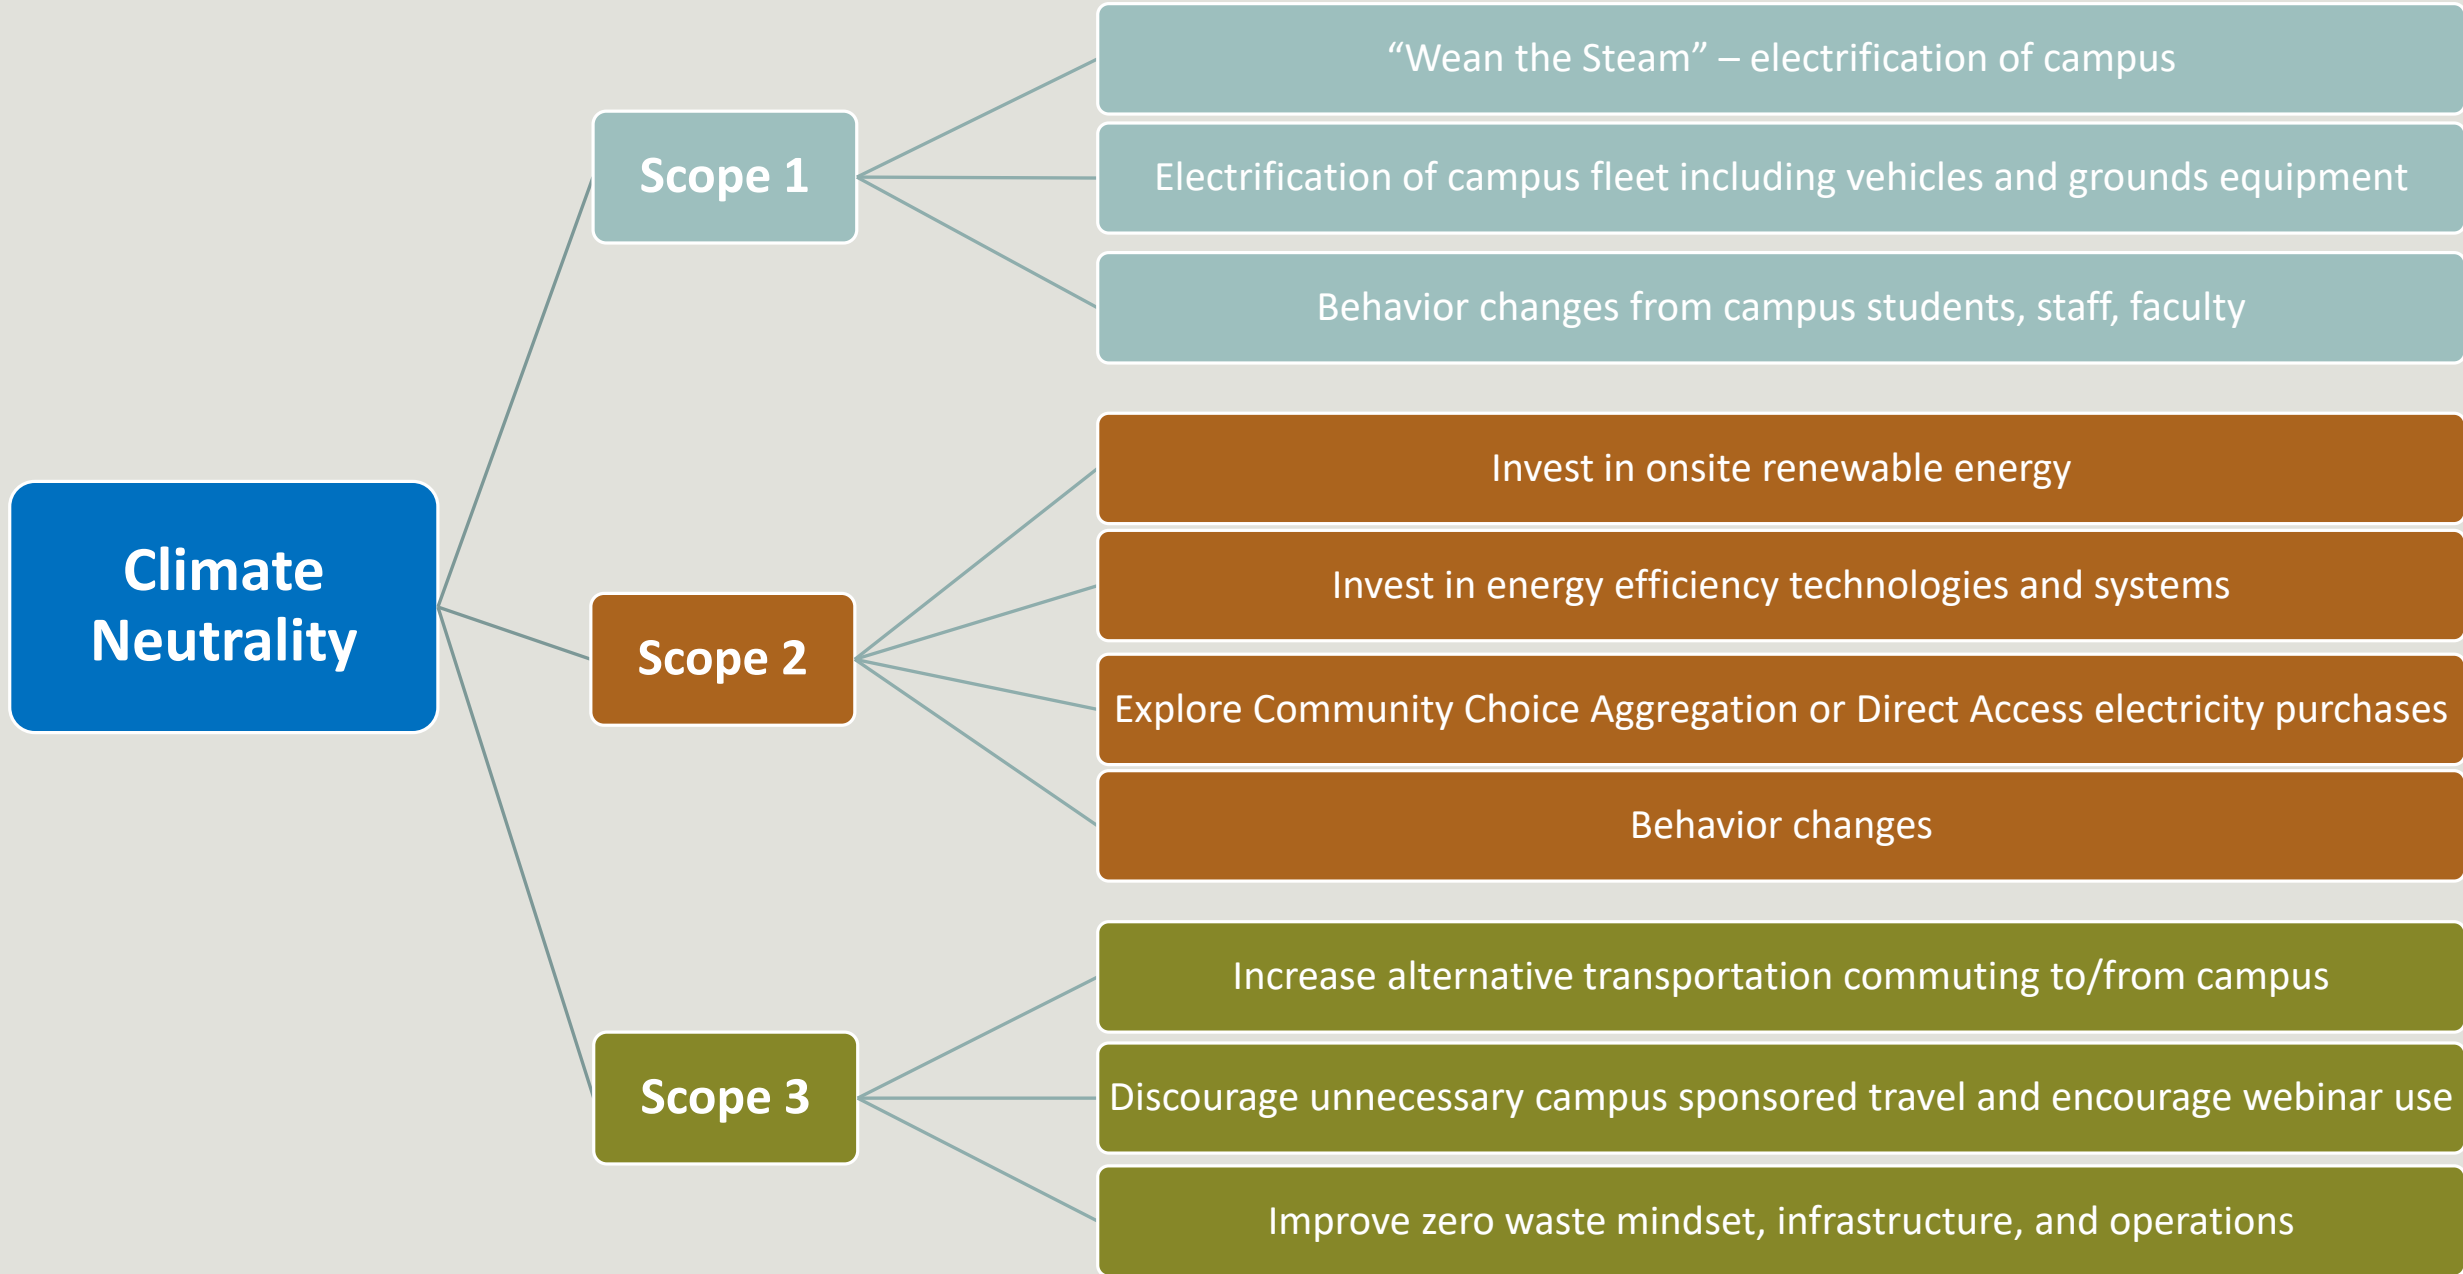 Climate
Neutrality
Scope 1
“Wean the Steam” – electrification of campus
Electrification of campus fleet including vehicles and grounds equipment
Behavior changes from campus students, staff, faculty
Scope 2
Invest in onsite renewable energy
Invest in energy efficiency technologies and systems
Explore Community Choice Aggregation or Direct Access electricity purchases
Behavior changes
Scope 3
Increase alternative transportation commuting to/from campus
Discourage unnecessary campus sponsored travel and encourage webinar use
Improve zero waste mindset, infrastructure, and operations